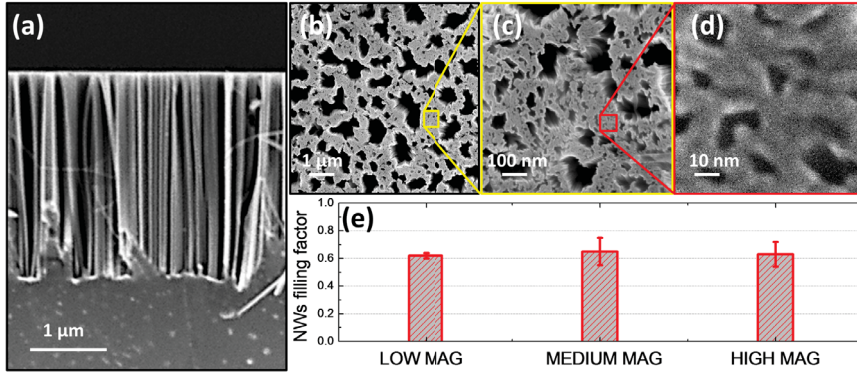 (a)
1 μm
(b)
1 μm
(c)
100 nm
(d)
10 nm
(e)
NWs filling factor
1.0
0.8
0.6
0.4
0.2
0.0
LOW MAG
MEDIUM MAG
HIGH MAG